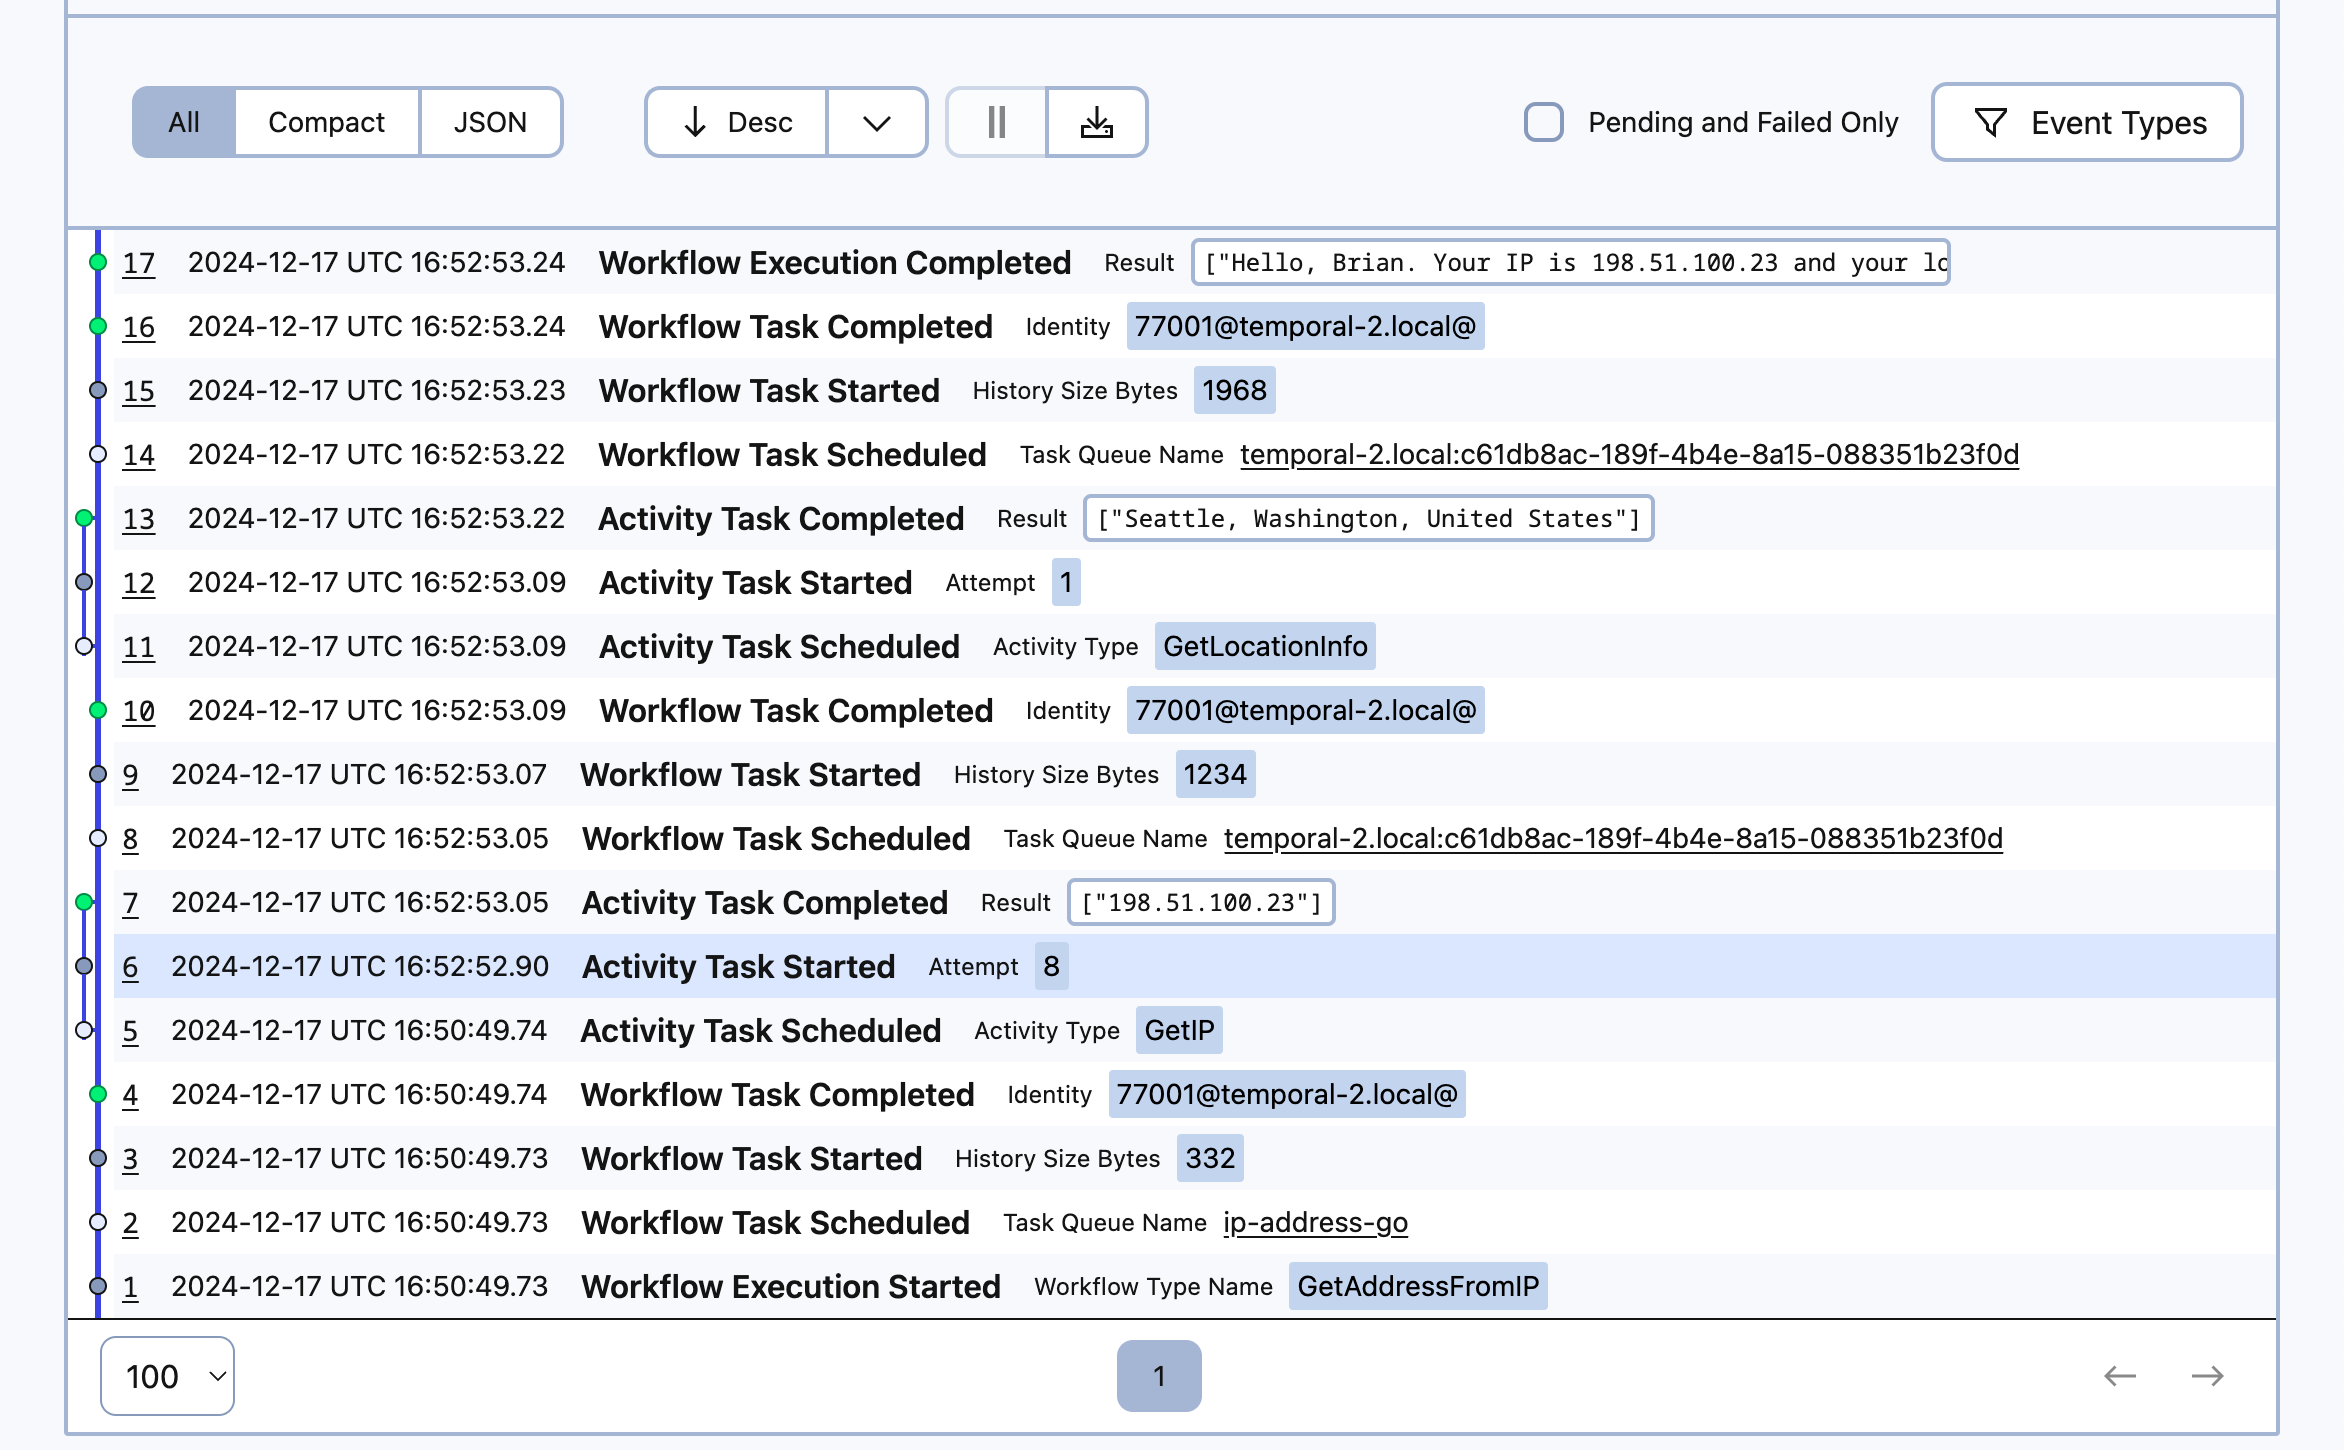 All Compact JSON Desc Pending and Failed Only Event Types
17 2024-12-17 UTC 16:52:53.24 Workflow Execution Completed Result ["Hello, Brian. Your IP is 198.51.100.23 and your lo
16 2024-12-17 UTC 16:52:53.24 Workflow Task Completed Identity 77001@temporal-2.local@
15 2024-12-17 UTC 16:52:53.23 Workflow Task Started History Size Bytes 1968
14 2024-12-17 UTC 16:52:53.22 Workflow Task Scheduled Task Queue Name temporal-2.local:c61db8ac-189f-4b4e-8a15-088351b23f0d
13 2024-12-17 UTC 16:52:53.22 Activity Task Completed Result ["Seattle, Washington, United States"]
12 2024-12-17 UTC 16:52:53.09 Activity Task Started Attempt 1
11 2024-12-17 UTC 16:52:53.09 Activity Task Scheduled Activity Type GetLocationInfo
10 2024-12-17 UTC 16:52:53.09 Workflow Task Completed Identity 77001@temporal-2.local@
9 2024-12-17 UTC 16:52:53.07 Workflow Task Started History Size Bytes 1234
8 2024-12-17 UTC 16:52:53.05 Workflow Task Scheduled Task Queue Name temporal-2.local:c61db8ac-189f-4b4e-8a15-088351b23f0d
7 2024-12-17 UTC 16:52:53.05 Activity Task Completed Result ["198.51.100.23"]
6 2024-12-17 UTC 16:52:52.90 Activity Task Started Attempt 8
5 2024-12-17 UTC 16:50:49.74 Activity Task Scheduled Activity Type GetIP
4 2024-12-17 UTC 16:50:49.74 Workflow Task Completed Identity 77001@temporal-2.local@
3 2024-12-17 UTC 16:50:49.73 Workflow Task Started History Size Bytes 332
2 2024-12-17 UTC 16:50:49.73 Workflow Task Scheduled Task Queue Name ip-address-go
1 2024-12-17 UTC 16:50:49.73 Workflow Execution Started Workflow Type Name GetAddressFromIP
100 1